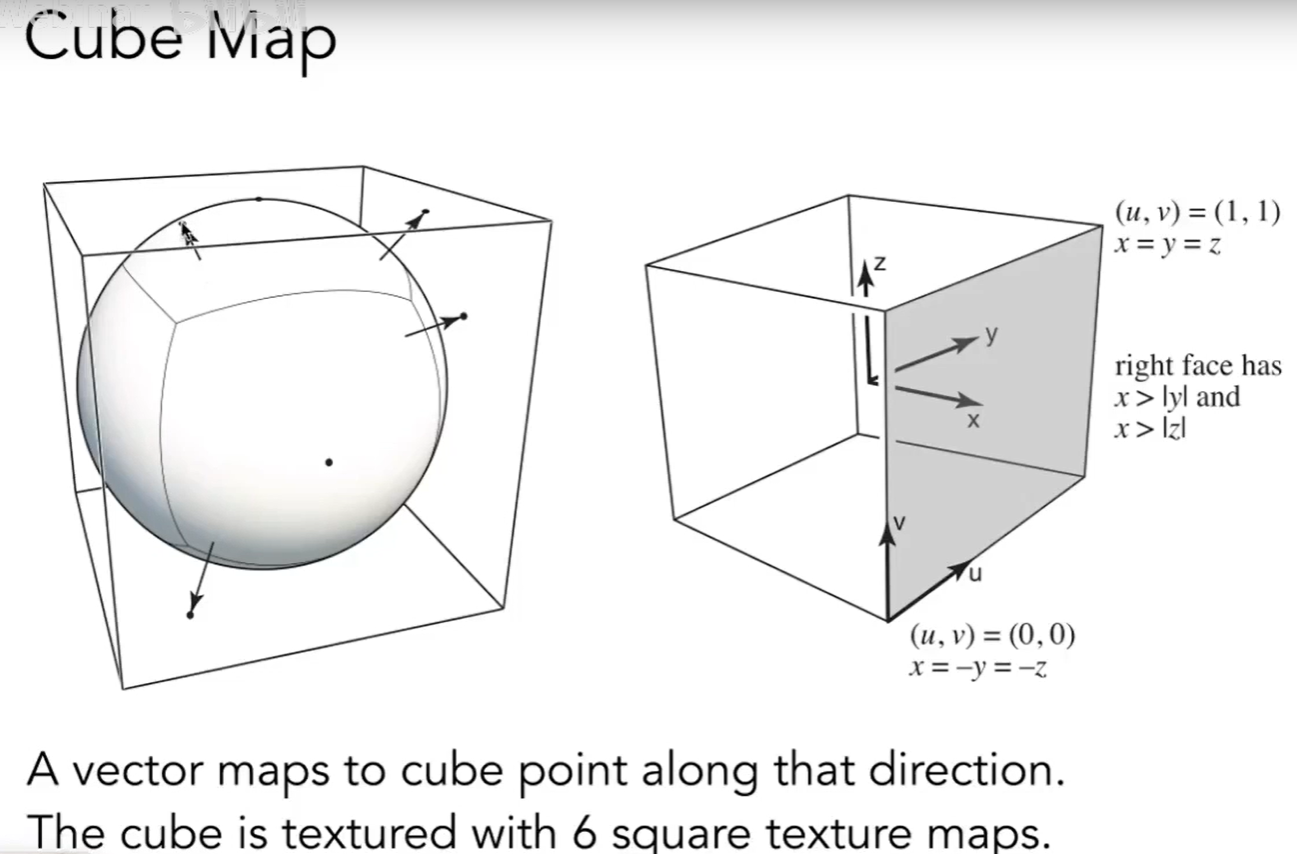 Cube Map
(u, v) = (1, 1)
x = y = z
z
y
x
right face has
x > |y| and
x > |z|
v
u
(u, v) = (0, 0)
x = −y = −z
A vector maps to cube point along that direction.
The cube is textured with 6 square texture maps.